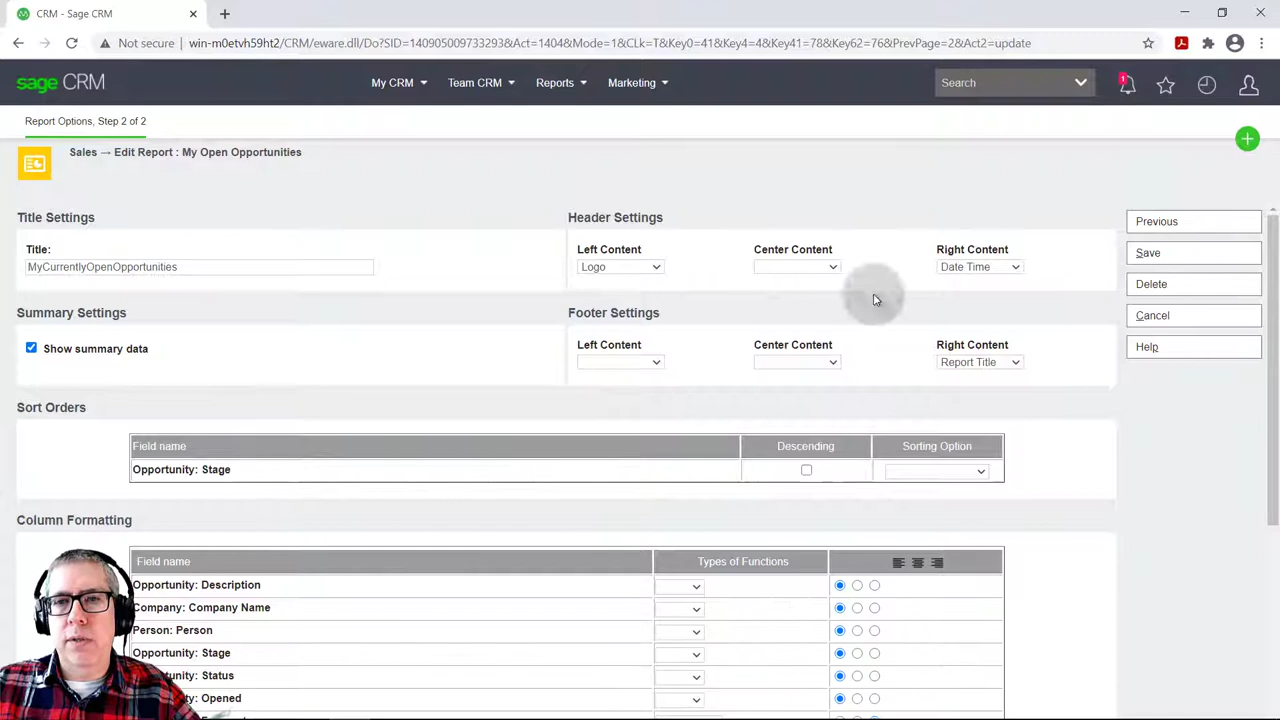 CRM - Sage CRM
Not secure
win-m0etvh59ht2/CRM/eware.dll/Do?SID=140905009733293&Act=1404&Mode=1&CLk=T&Key0=41&Key4=4&Key41=78&Key62=76&PrevPage=2&Act2=update
sage CRM
My CRM
Team CRM
Reports
Marketing
Search
1
Report Options, Step 2 of 2
Sales → Edit Report : My Open Opportunities
Title Settings
Header Settings
Previous
Title:
Left Content
Center Content
Right Content
Save
MyCurrentlyOpenOpportunities
Logo
Date Time
Delete
Summary Settings
Footer Settings
Cancel
Show summary data
Left Content
Center Content
Right Content
Help
Report Title
Sort Orders
Field name
Descending
Sorting Option
Opportunity: Stage
Column Formatting
Field name
Types of Functions
Opportunity: Description
Company: Company Name
Person: Person
Opportunity: Stage
Status
Opened